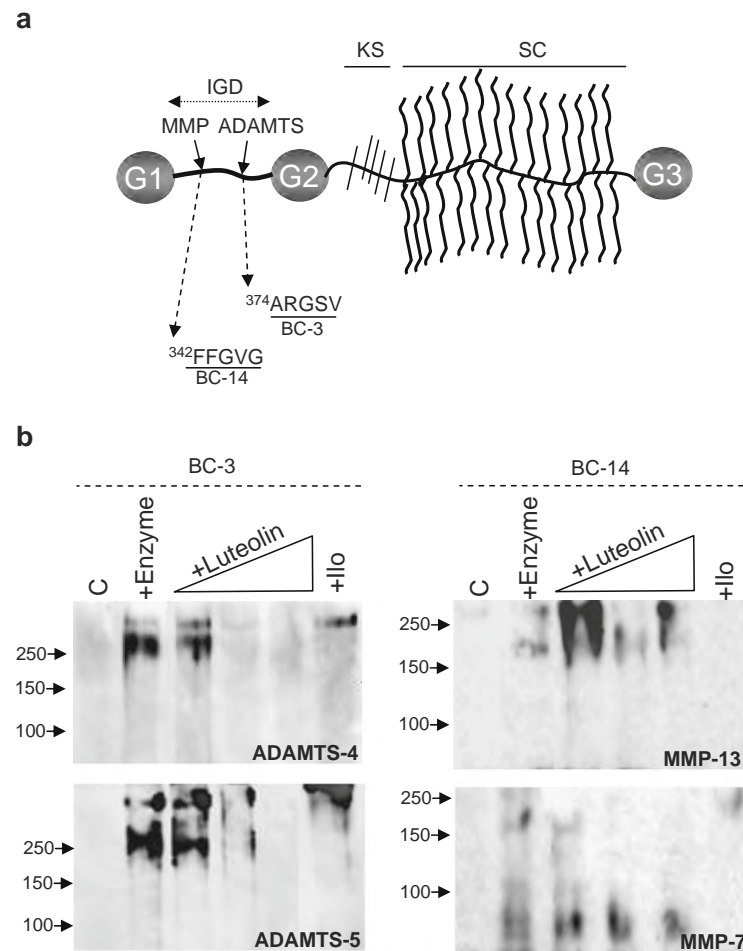 a
KS SC
IGD
MMP ADAMTS
G1 G2 G3
374ARGSV
BC-3
342FFGVG
BC-14
b
BC-3
C +Enzyme +Luteolin +Ilo
250
150
100
ADAMTS-4
250
150
100
ADAMTS-5
BC-14
C +Enzyme +Luteolin +Ilo
250
150
100
MMP-13
250
150
100
MMP-7